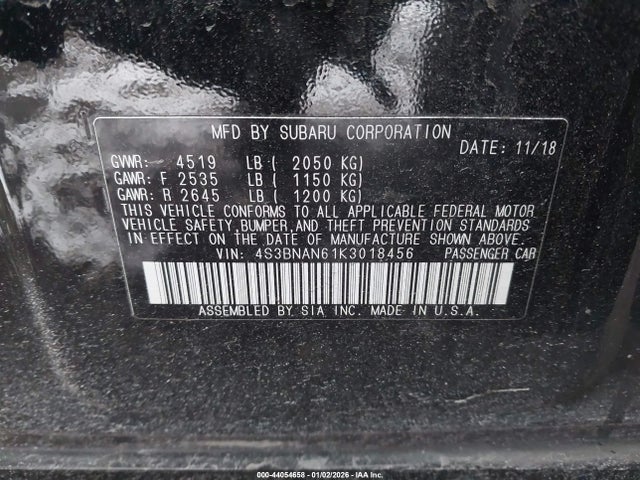 MFD BY SUBARU CORPORATION
DATE: 11/18
GVWR: 4519 LB ( 2050 KG)
GAWR: F 2535 LB ( 1150 KG)
GAWR: R 2645 LB ( 1200 KG)
THIS VEHICLE CONFORMS TO ALL APPLICABLE FEDERAL MOTOR
VEHICLE SAFETY,BUMPER,AND THEFT PREVENTION STANDARDS
IN EFFECT ON THE DATE OF MANUFACTURE SHOWN ABOVE.
VIN: 4S3BNAN61K3018456 PASSENGER CAR
ASSEMBLED BY SIA INC. MADE IN U.S.A.
000-44054658 - 01/02/2026 - IAA Inc.